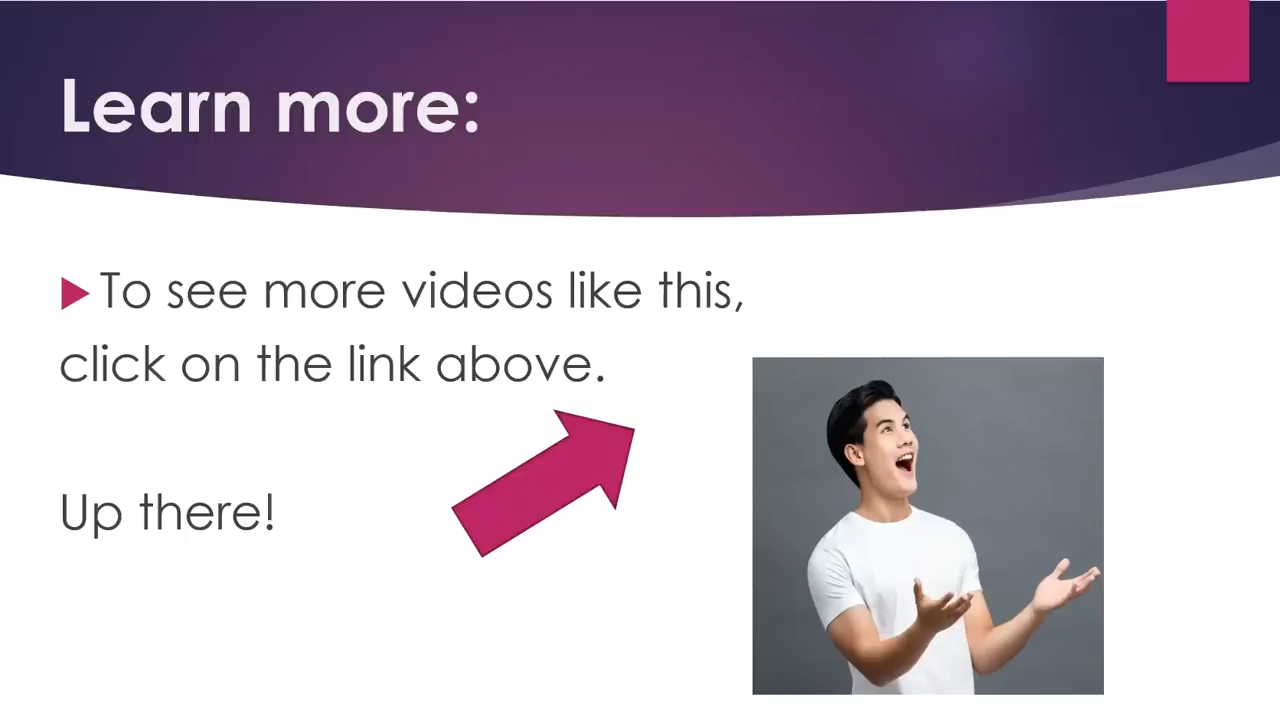 Learn more:
To see more videos like this,
click on the link above.
Up there!